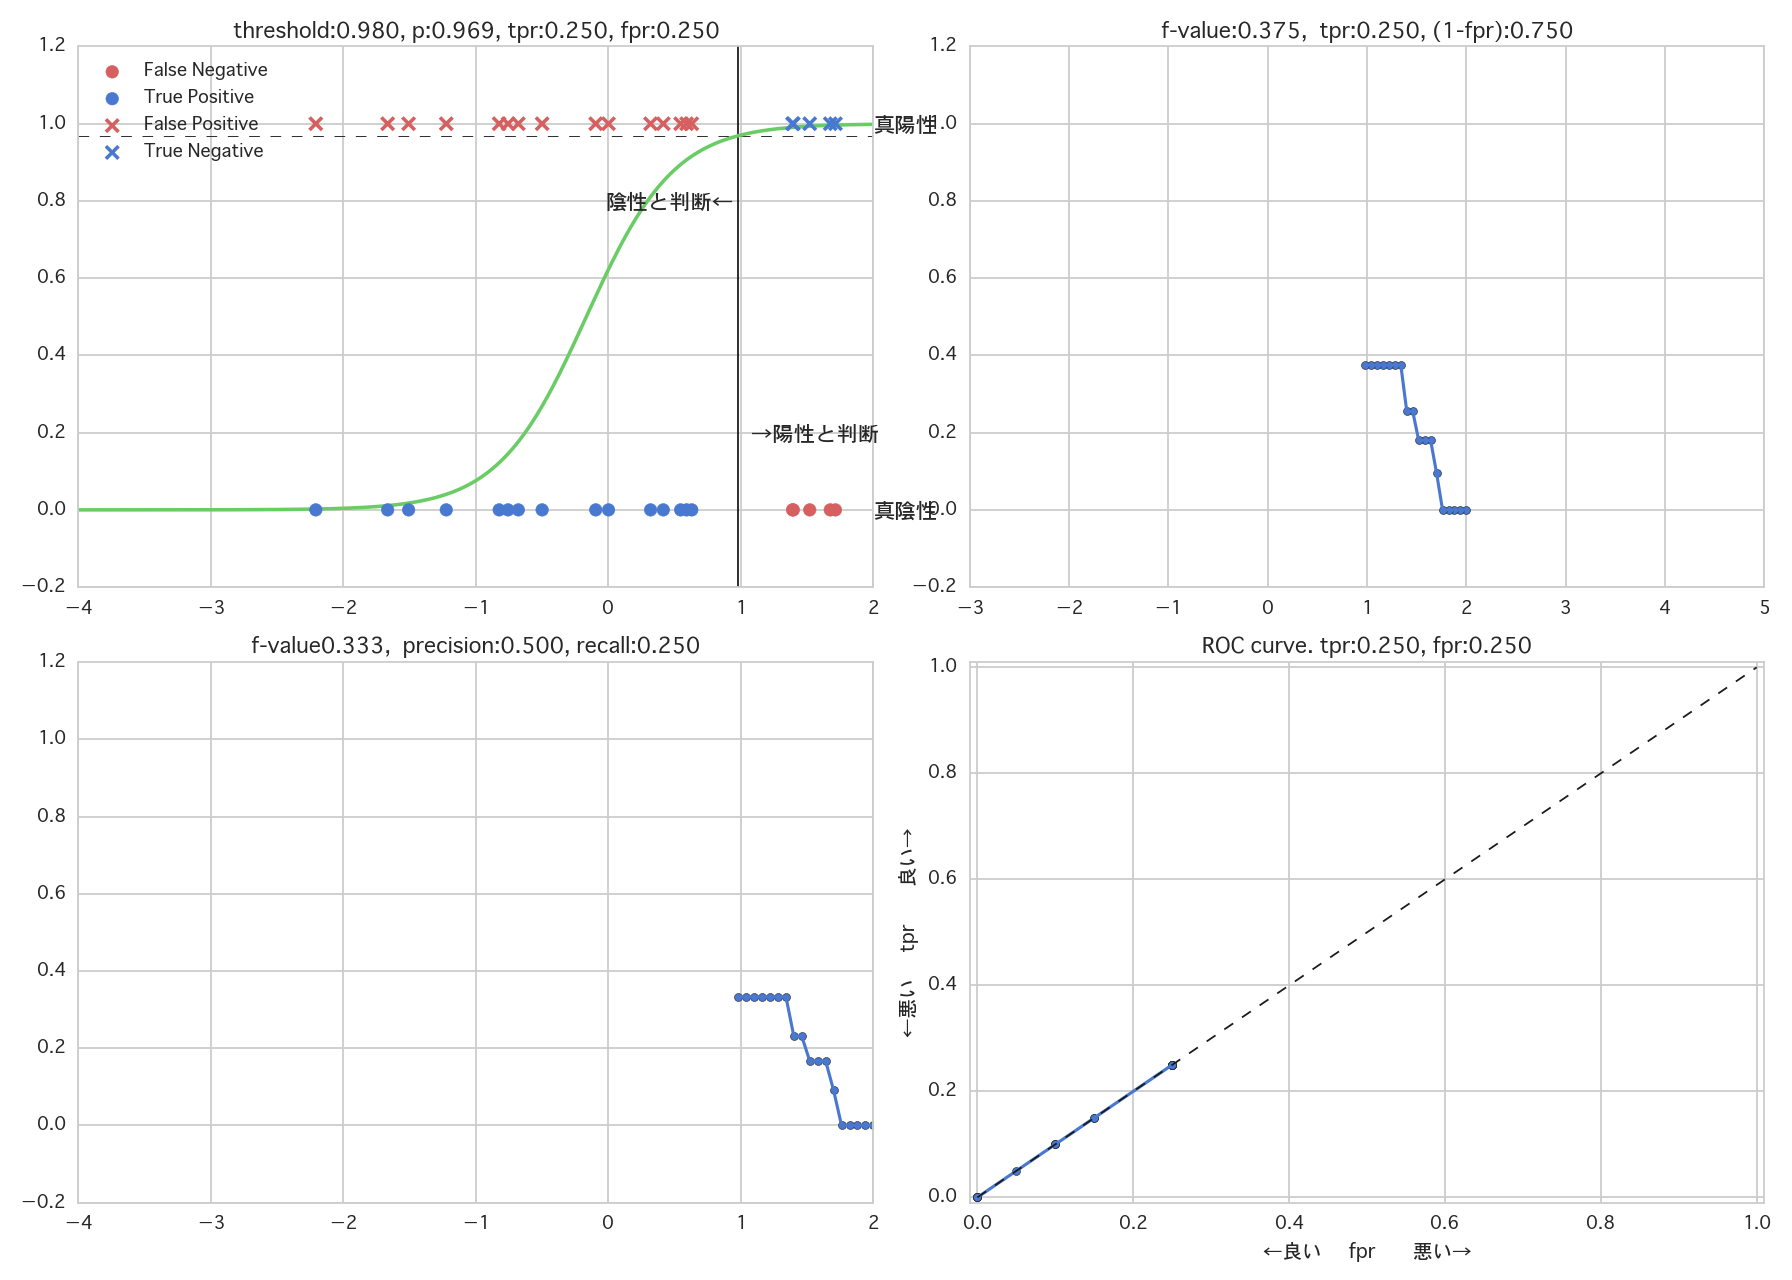 threshold:0.980, p:0.969, tpr:0.250, fpr:0.250
1.2
1.0
0.8
0.6
0.4
0.2
0.0
−0.2
False Negative
True Positive
False Positive
True Negative
真陽性
陰性と判断←
→陽性と判断
真陰性
−4 −3 −2 −1 0 1 2
f-value:0.375, tpr:0.250, (1-fpr):0.750
1.2
1.0
0.8
0.6
0.4
0.2
0.0
−0.2
−3 −2 −1 0 1 2 3 4 5
f-value0.333, precision:0.500, recall:0.250
1.2
1.0
0.8
0.6
0.4
0.2
0.0
−0.2
−4 −3 −2 −1 0 1 2
ROC curve. tpr:0.250, fpr:0.250
←悪い tpr 良い→
1.0
0.8
0.6
0.4
0.2
0.0
0.0 0.2 0.4 0.6 0.8 1.0
←良い fpr 悪い→